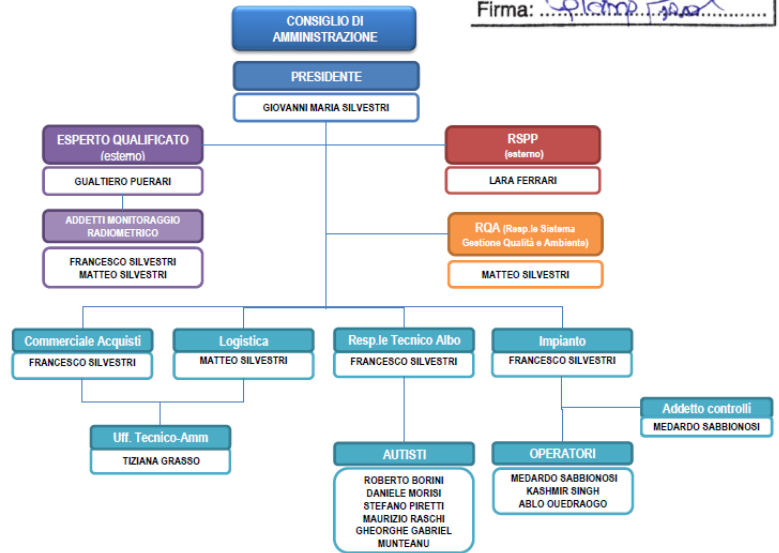 Firma:
CONSIGLIO DI
AMMINISTRAZIONE
PRESIDENTE
GIOVANNI MARIA SILVESTRI
ESPERTO QUALIFICATO
(esterno)
GUALTIERO PUERARI
RSPP
(esterno)
LARA FERRARI
ADDETTI MONITORAGGIO
RADIOMETRICO
FRANCESCO SILVESTRI
MATTEO SILVESTRI
RQA (Resp.le Sistema
Gestione Qualità e Ambiente)
MATTEO SILVESTRI
Commerciale Acquisti
FRANCESCO SILVESTRI
Logistica
MATTEO SILVESTRI
Resp.le Tecnico Albo
FRANCESCO SILVESTRI
Impianto
FRANCESCO SILVESTRI
Addetto controlli
MEDARDO SABBIONOSI
Uff. Tecnico-Amm
TIZIANA GRASSO
AUTISTI
ROBERTO BORINI
DANIELE MORISI
STEFANO PIRETTI
MAURIZIO RASCHI
GHEORGHE GABRIEL
MUNTEANU
OPERATORI
MEDARDO SABBIONOSI
KASHMIR SINGH
ABLO OUEDRAOGO